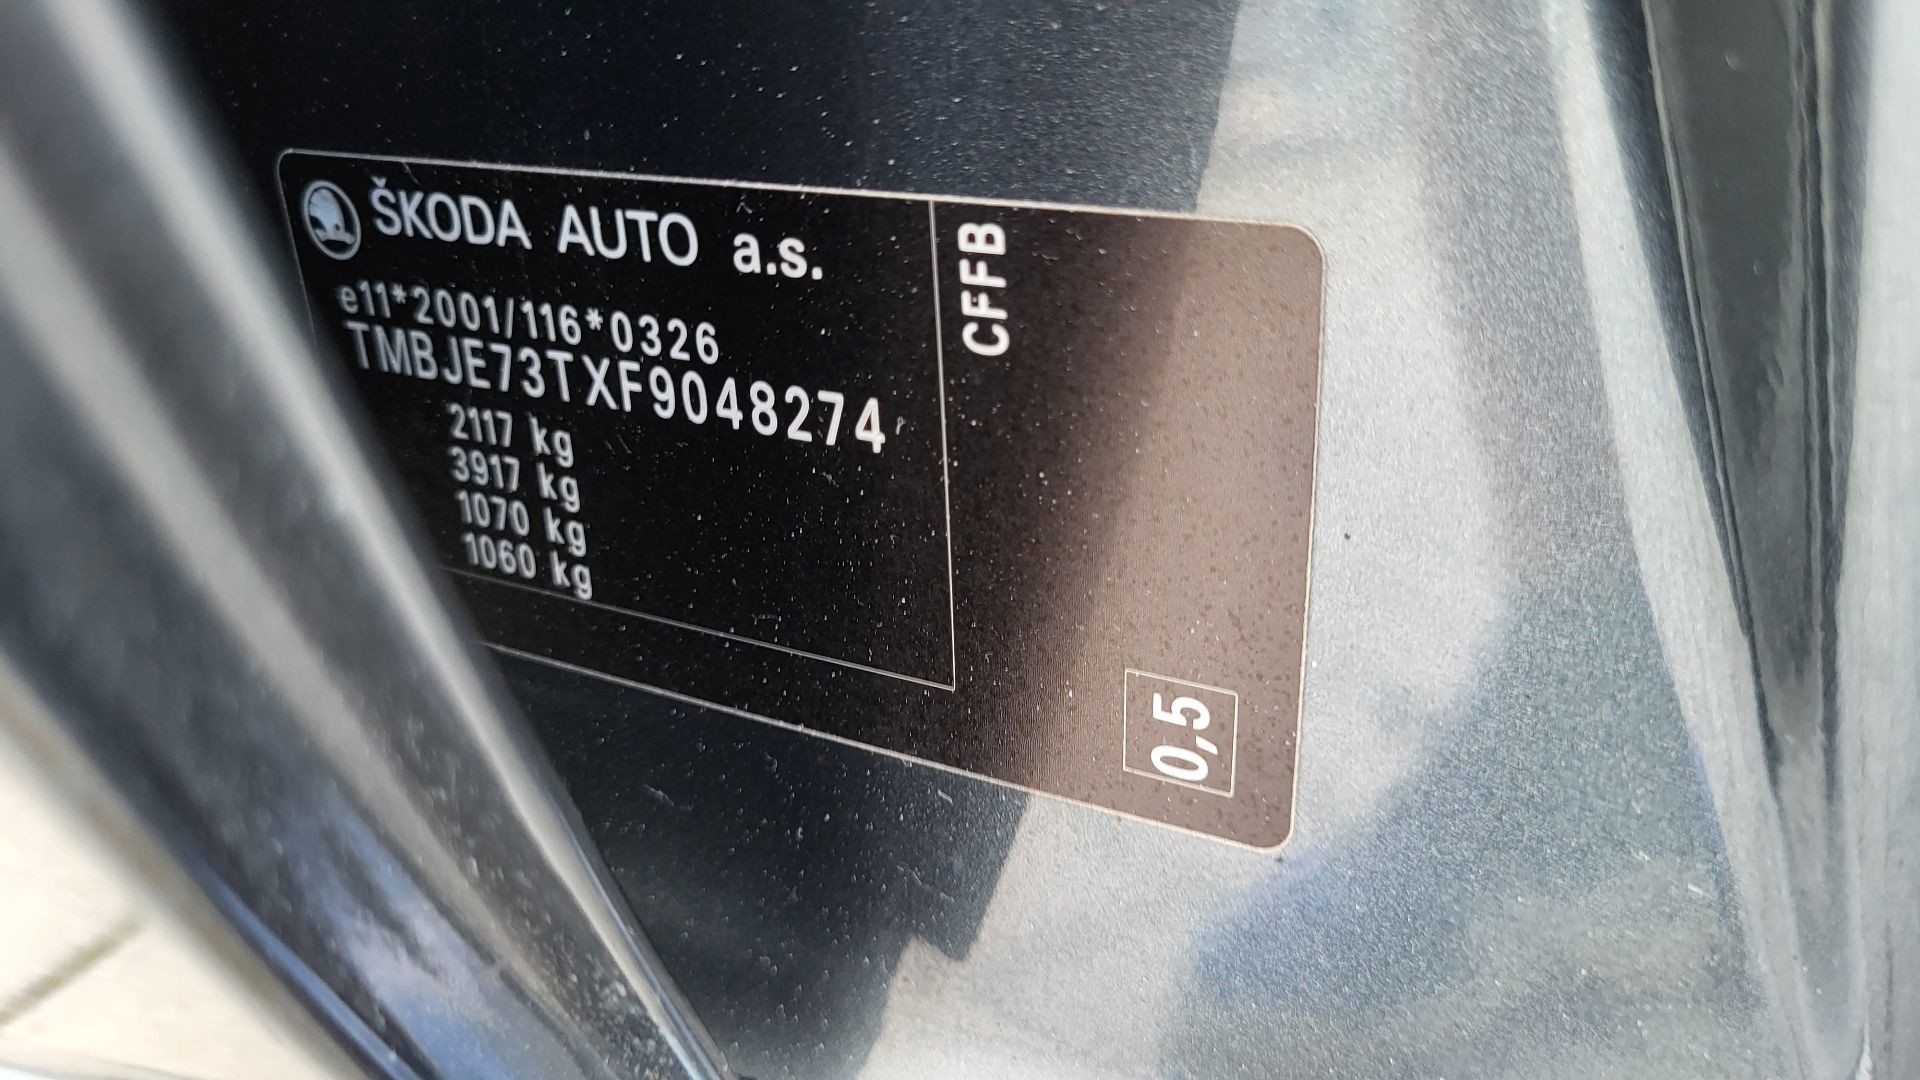 ŠKODA AUTO a.s.
e11*2001/116*0326
TMBJE73TXF9048274
2117 kg
3917 kg
1070 kg
1060 kg
CFFB
0,5